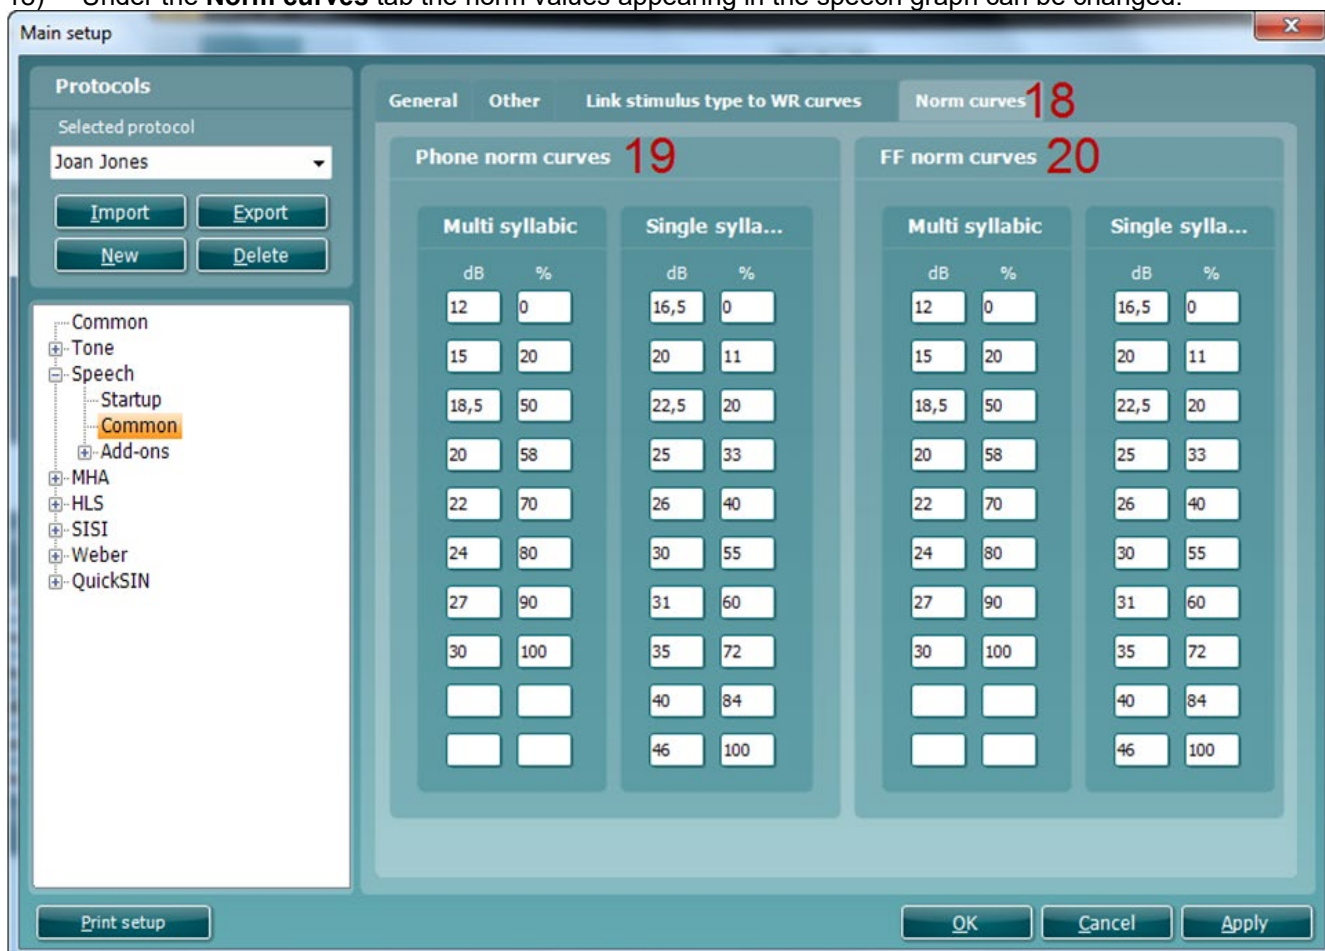 18) Under the Norm curves tab the norm values appearing in the speech graph can be changed.
Main setup
Protocols
Selected protocol
Joan Jones
Import Export
New Delete
Common
Tone
Speech
Startup
Common
Add-ons
MHA
HLS
SISI
Weber
QuickSIN
General Other Link stimulus type to WR curves Norm curves 18
Phone norm curves 19 FF norm curves 20
Multi syllabic Single sylla... Multi syllabic Single sylla...
dB % dB % dB % dB %
12 0 16,5 0 12 0 16,5 0
15 20 20 11 15 20 20 11
18,5 50 22,5 20 18,5 50 22,5 20
20 58 25 33 20 58 25 33
22 70 26 40 22 70 26 40
24 80 30 55 24 80 30 55
27 90 31 60 27 90 31 60
30 100 35 72 30 100 35 72
40 84 40 84
46 100 46 100
Print setup OK Cancel Apply